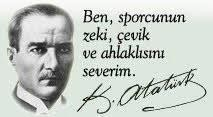 Ben, sporcunun
zeki, çevik
ve ahlaklısını
severim.
K. Atatürk